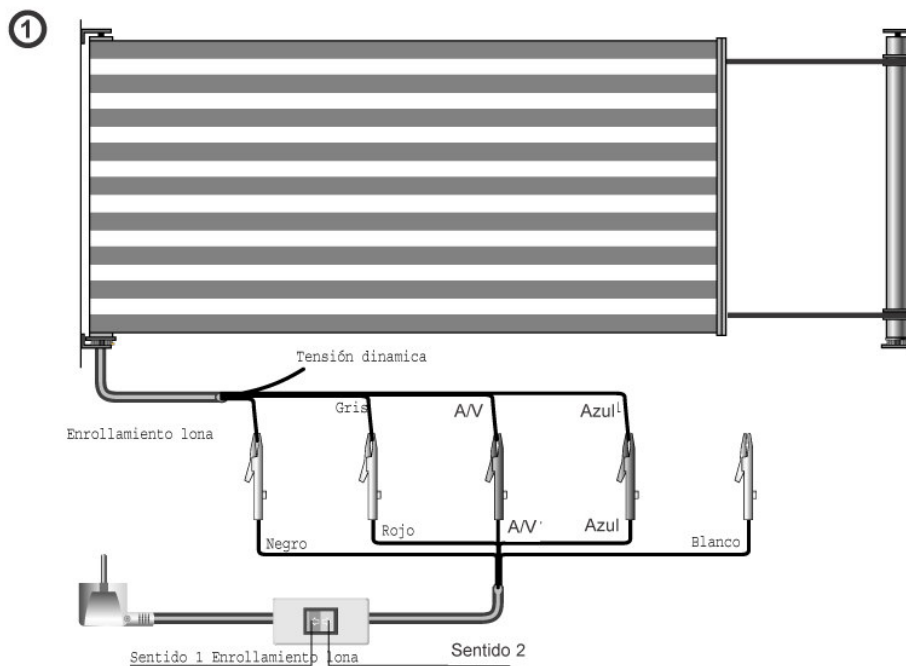 1
Tensión dinamica
Gris
A/V
Azul
Enrollamiento lona
Negro
Rojo
A/V
Azul
Blanco
Sentido 1 Enrollamiento lona
Sentido 2